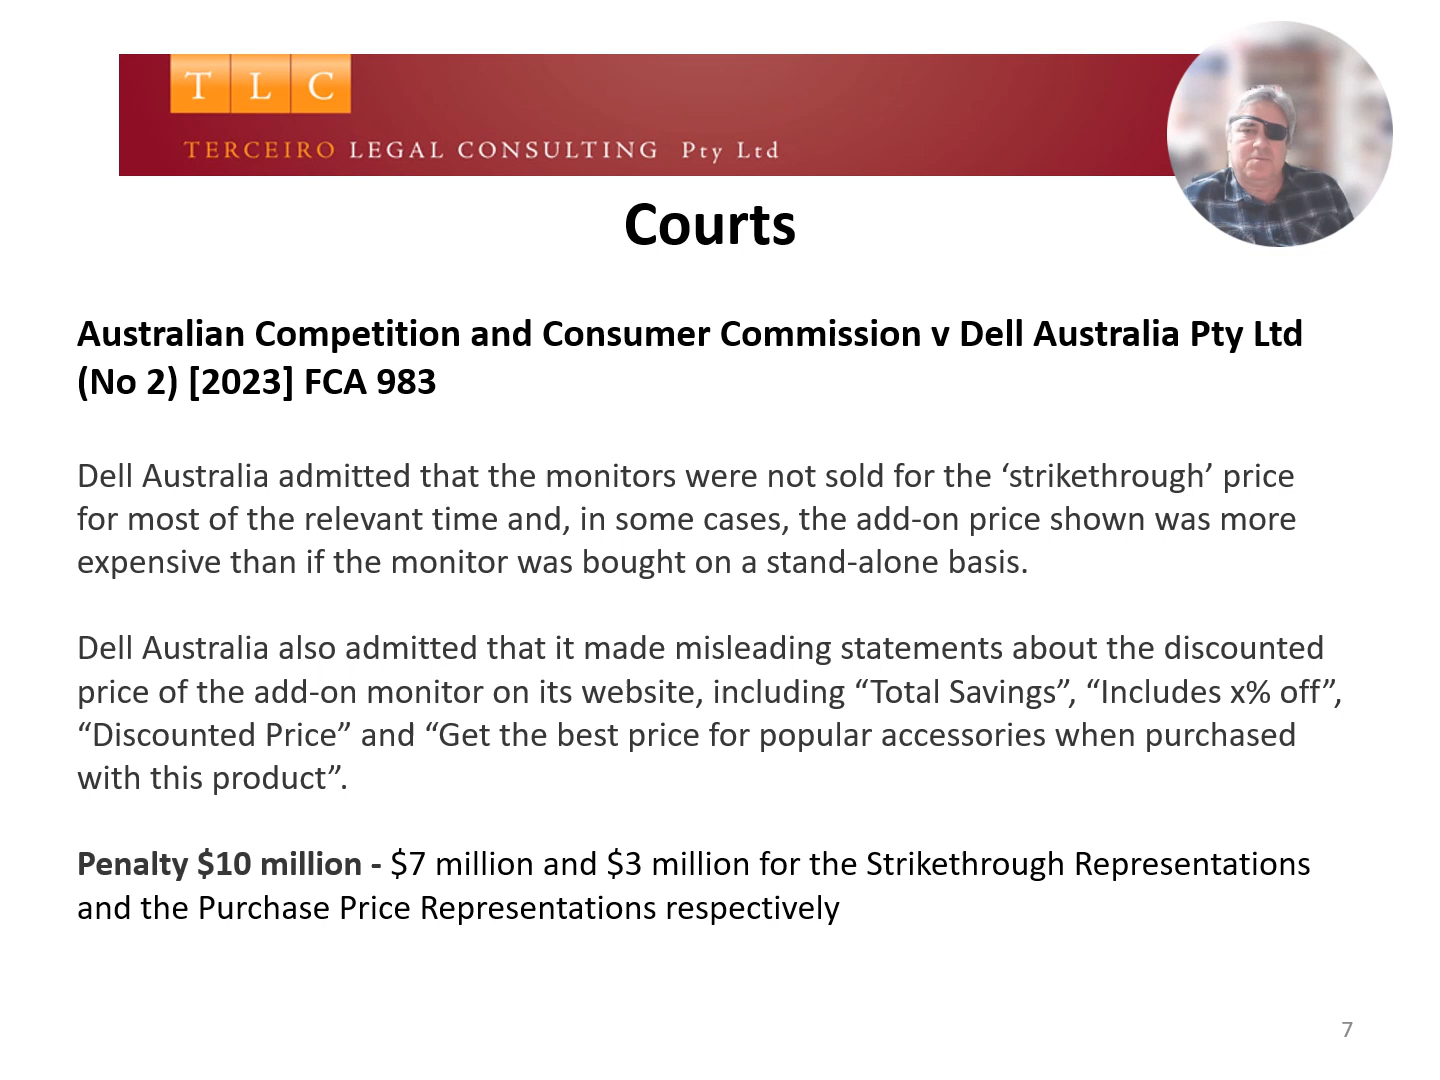 T L C
TERCEIRO LEGAL CONSULTING Pty Ltd
Courts
Australian Competition and Consumer Commission v Dell Australia Pty Ltd
(No 2) [2023] FCA 983
Dell Australia admitted that the monitors were not sold for the ‘strikethrough’ price
for most of the relevant time and, in some cases, the add-on price shown was more
expensive than if the monitor was bought on a stand-alone basis.
Dell Australia also admitted that it made misleading statements about the discounted
price of the add-on monitor on its website, including “Total Savings”, “Includes x% off”,
“Discounted Price” and “Get the best price for popular accessories when purchased
with this product”.
Penalty $10 million - $7 million and $3 million for the Strikethrough Representations
and the Purchase Price Representations respectively
7